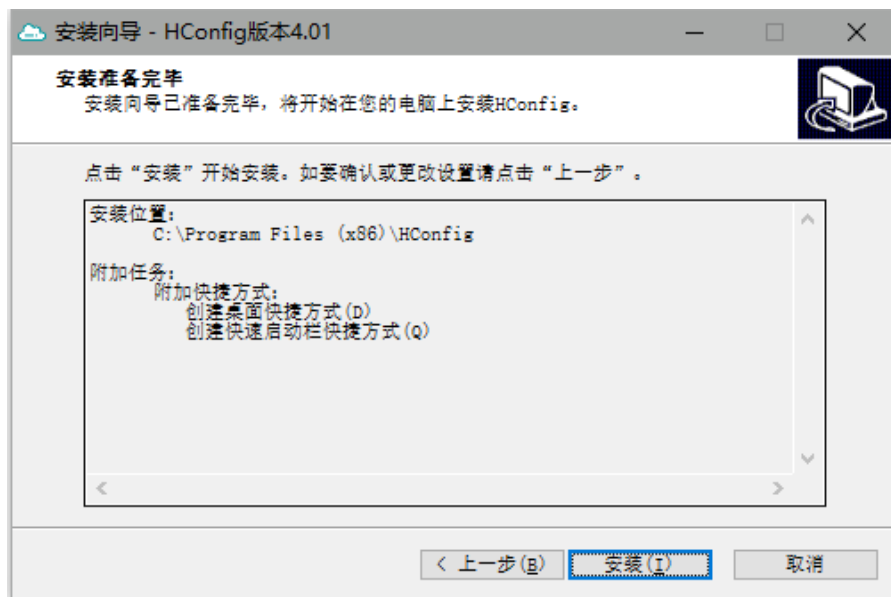 安装向导 - HConfig版本4.01
安装准备完毕
安装向导已准备完毕，将开始在您的电脑上安装HConfig。
点击“安装”开始安装。如要确认或更改设置请点击“上一步”。
安装位置:
C:\Program Files (x86)\HConfig
附加任务:
附加快捷方式:
创建桌面快捷方式(D)
创建快速启动栏快捷方式(Q)
< 上一步(B) 安装(I) 取消